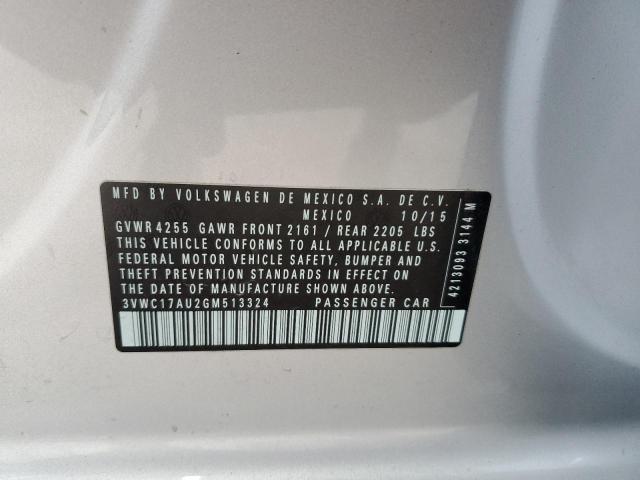 MFD BY VOLKSWAGEN DE MEXICO S.A. DE C.V.
MEXICO 10/15
GVWR 4255 GAWR FRONT 2161 / REAR 2205 LBS
THIS VEHICLE CONFORMS TO ALL APPLICABLE U.S.
FEDERAL MOTOR VEHICLE SAFETY, BUMPER AND
THEFT PREVENTION STANDARDS IN EFFECT ON
THE DATE OF MANUFACTURE SHOWN ABOVE.
3VWC17AU2GM513324 PASSENGER CAR
4213093 3144 M